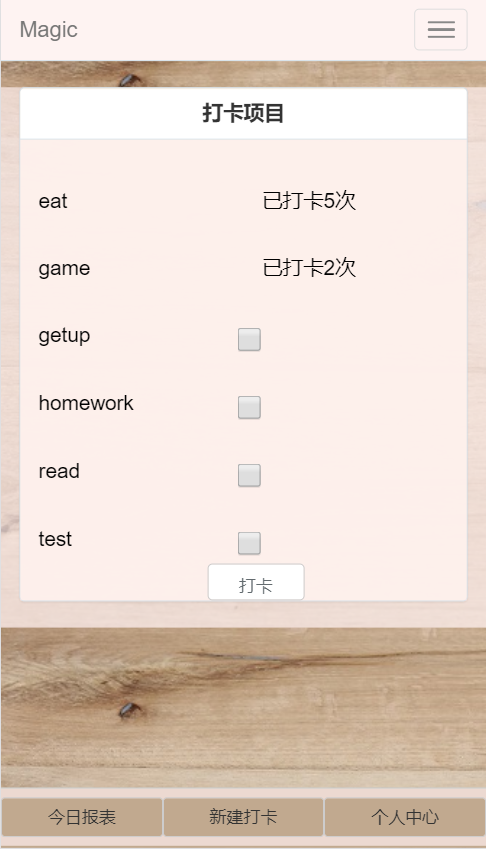 Magic
打卡项目
eat 已打卡5次
game 已打卡2次
getup
homework
read
test
打卡
今日报表 新建打卡 个人中心